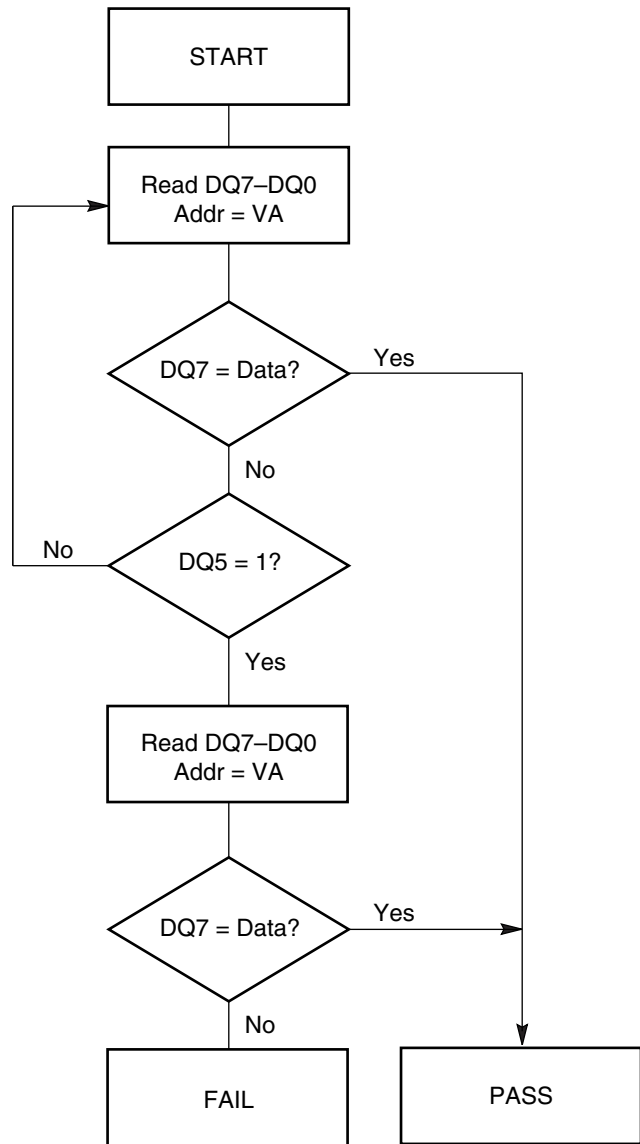 START
Read DQ7–DQ0
Addr = VA
DQ7 = Data?
Yes
No
No
DQ5 = 1?
Yes
Read DQ7–DQ0
Addr = VA
DQ7 = Data?
Yes
No
FAIL
PASS